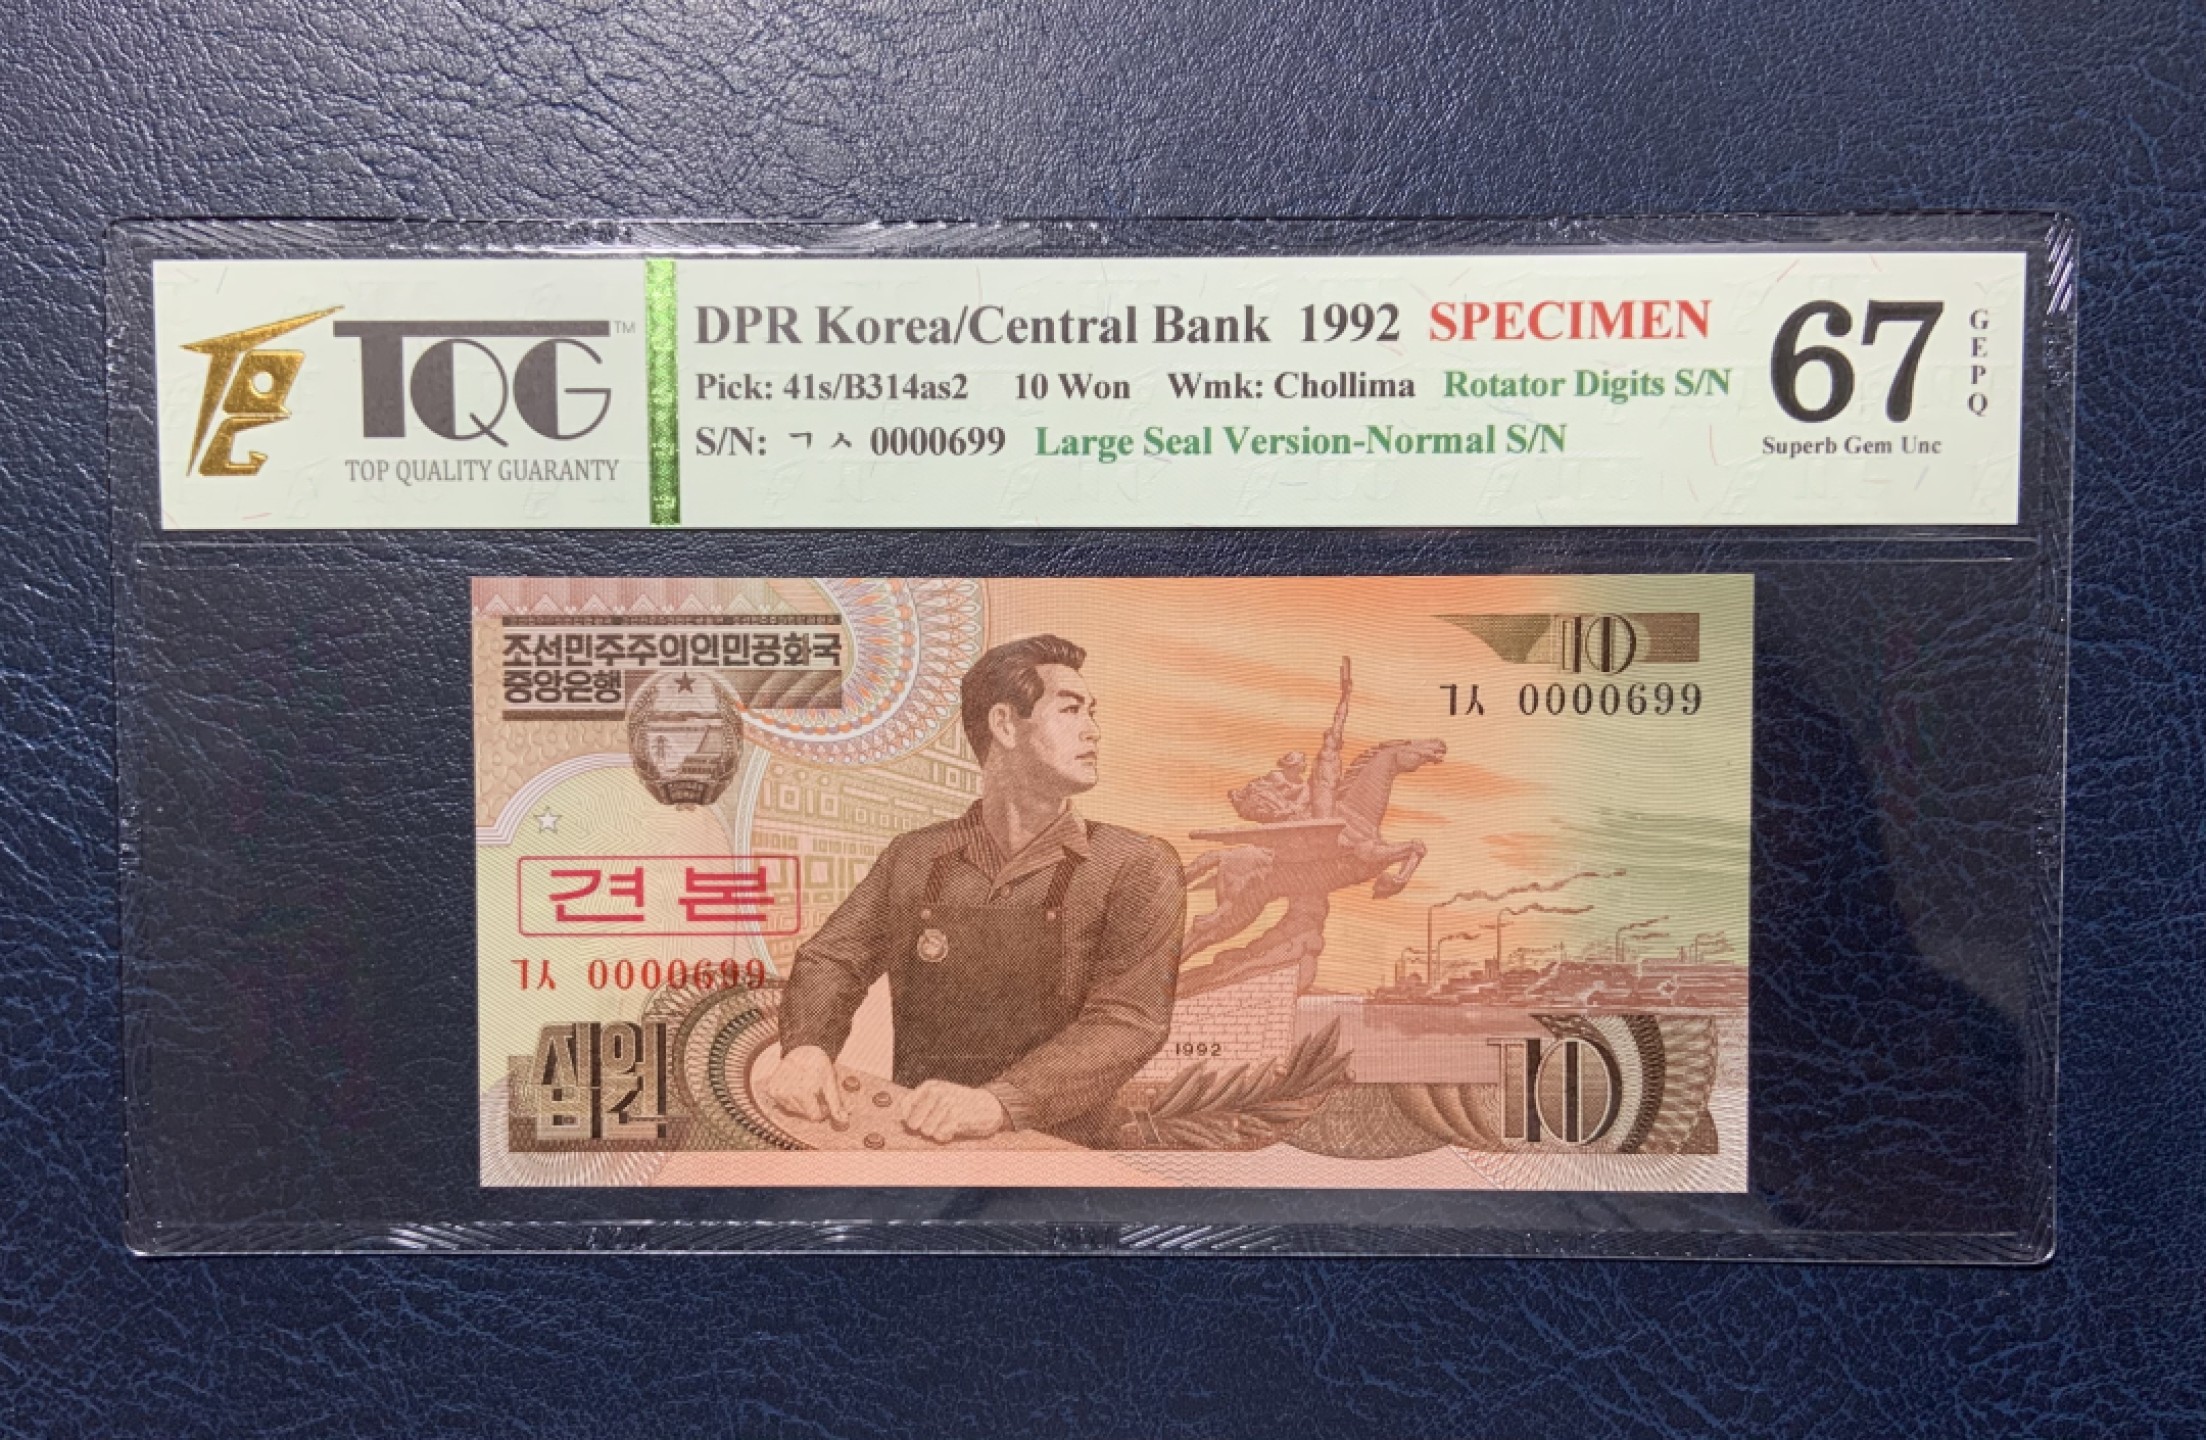 TQG™
TOP QUALITY GUARANTY
DPR Korea/Central Bank 1992 SPECIMEN
Pick: 41s/B314as2 10 Won Wmk: Chollima Rotator Digits S/N
S/N: ㄱ ㅅ 0000699 Large Seal Version-Normal S/N
67
GEPQ
Superb Gem Unc
조선민주주의인민공화국
중앙은행
10
ㄱㅅ 0000699
견본
ㄱㅅ 0000699
십원
1992
10